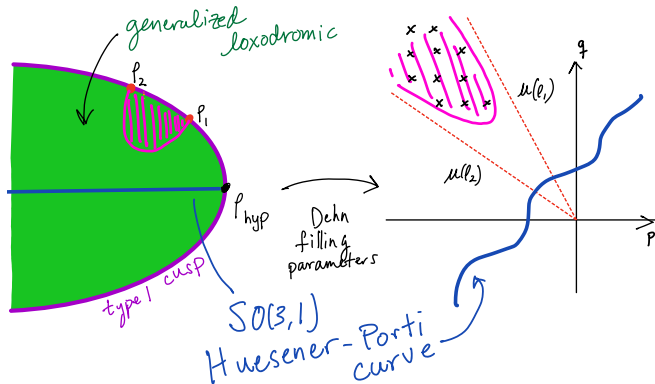 generalized
loxodromic
ρ2
ρ1
ρhyp
type 1 cusp
SO(3,1)
Huesener-Porti
curve
Dehn
filling
parameters
q
μ(ρ1)
μ(ρ2)
p